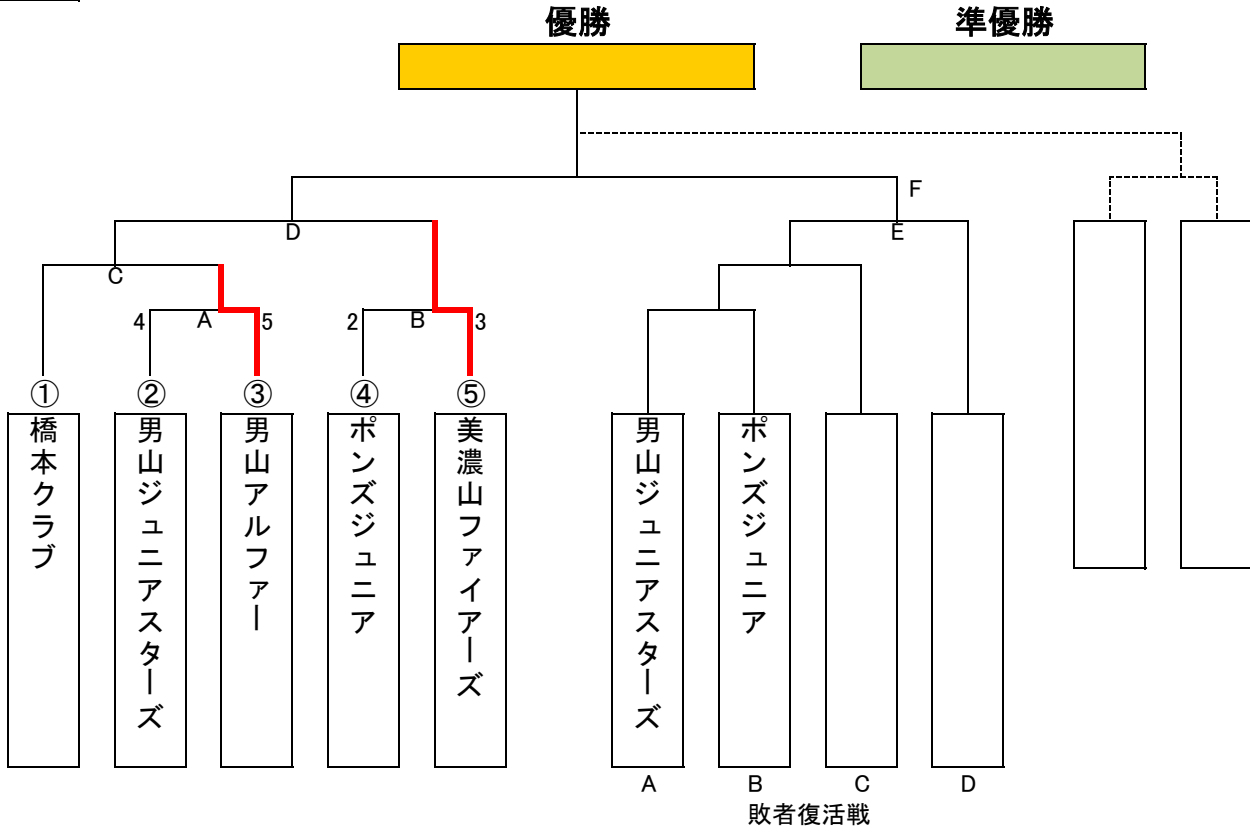 優勝
準優勝
F
D
E
C
4
A
5
2
B
3
①
②
③
④
⑤
橋本クラブ
男山ジュニアスターズ
男山アルファー
ポンズジュニア
美濃山ファイアーズ
男山ジュニアスターズ
ポンズジュニア
A
B
C
D
敗者復活戦